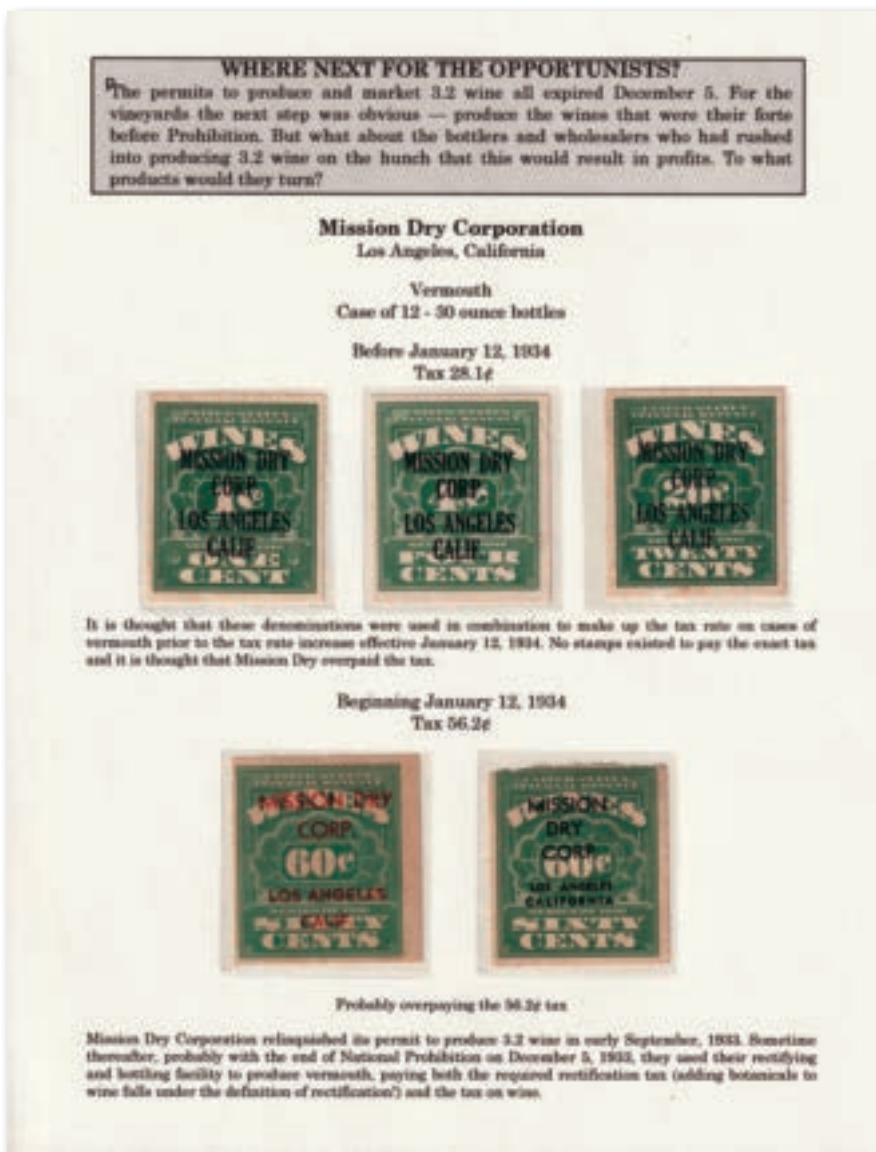 WHERE NEXT FOR THE OPPORTUNISTS?
The permits to produce and market 3.2 wine all expired December 5. For the
vineyards the next step was obvious — produce the wines that were their forte
before Prohibition. But what about the bottlers and wholesalers who had rushed
into producing 3.2 wine on the hunch that this would result in profits. To what
products would they turn?
Mission Dry Corporation
Los Angeles, California
Vermouth
Case of 12 - 30 ounce bottles
Before January 12, 1934
Tax 28.1¢
WINES
MISSION DRY
CORP.
1¢
LOS ANGELES
CALIF.
ONE
CENT
WINES
MISSION DRY
CORP.
4¢
LOS ANGELES
CALIF.
FOUR
CENTS
WINES
MISSION DRY
CORP.
20¢
LOS ANGELES
CALIF.
TWENTY
CENTS
It is thought that these denominations were used in combination to make up the tax rate on cases of
vermouth prior to the tax rate increase effective January 12, 1934. No stamps existed to pay the exact tax
and it is thought that Mission Dry overpaid the tax.
Beginning January 12, 1934
Tax 56.2¢
MISSION DRY
CORP.
60¢
LOS ANGELES
CALIF.
SIXTY
CENTS
MISSION
DRY
CORP.
60¢
LOS ANGELES
CALIFORNIA
SIXTY
CENTS
Probably overpaying the 56.2¢ tax
Mission Dry Corporation relinquished its permit to produce 3.2 wine in early September, 1933. Sometime
thereafter, probably with the end of National Prohibition on December 5, 1933, they used their rectifying
and bottling facility to produce vermouth, paying both the required rectification tax (adding botanicals to
wine falls under the definition of rectification!) and the tax on wine.